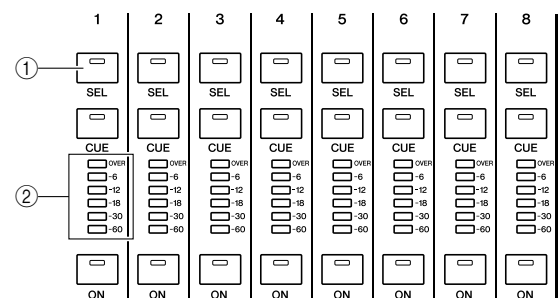 1 2 3 4 5 6 7 8
①
SEL SEL SEL SEL SEL SEL SEL SEL
CUE CUE CUE CUE CUE CUE CUE CUE
OVER OVER OVER OVER OVER OVER OVER OVER
-6 -6 -6 -6 -6 -6 -6 -6
-12 -12 -12 -12 -12 -12 -12 -12
②
-18 -18 -18 -18 -18 -18 -18 -18
-30 -30 -30 -30 -30 -30 -30 -30
-60 -60 -60 -60 -60 -60 -60 -60
ON ON ON ON ON ON ON ON